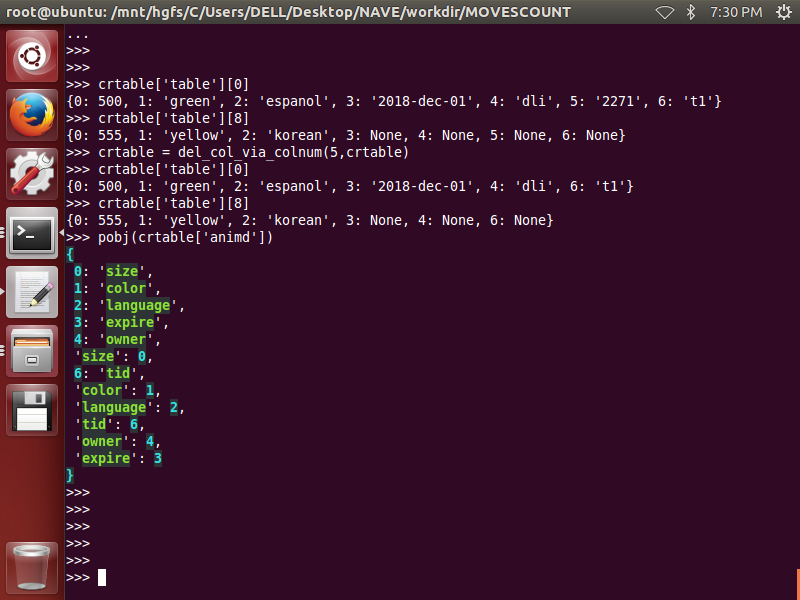 root@ubuntu: /mnt/hgfs/C/Users/DELL/Desktop/NAVE/workdir/MOVESCOUNT 7:30 PM
...
>>>
>>>
>>> crtable['table'][0]
{0: 500, 1: 'green', 2: 'espanol', 3: '2018-dec-01', 4: 'dli', 5: '2271', 6: 't1'}
>>> crtable['table'][8]
{0: 555, 1: 'yellow', 2: 'korean', 3: None, 4: None, 5: None, 6: None}
>>> crtable = del_col_via_colnum(5,crtable)
>>> crtable['table'][0]
{0: 500, 1: 'green', 2: 'espanol', 3: '2018-dec-01', 4: 'dli', 6: 't1'}
>>> crtable['table'][8]
{0: 555, 1: 'yellow', 2: 'korean', 3: None, 4: None, 6: None}
>>> pobj(crtable['animd'])
{
 0: 'size',
 1: 'color',
 2: 'language',
 3: 'expire',
 4: 'owner',
 'size': 0,
 6: 'tid',
 'color': 1,
 'language': 2,
 'tid': 6,
 'owner': 4,
 'expire': 3
}
>>>
>>>
>>>
>>>
>>>
>>>